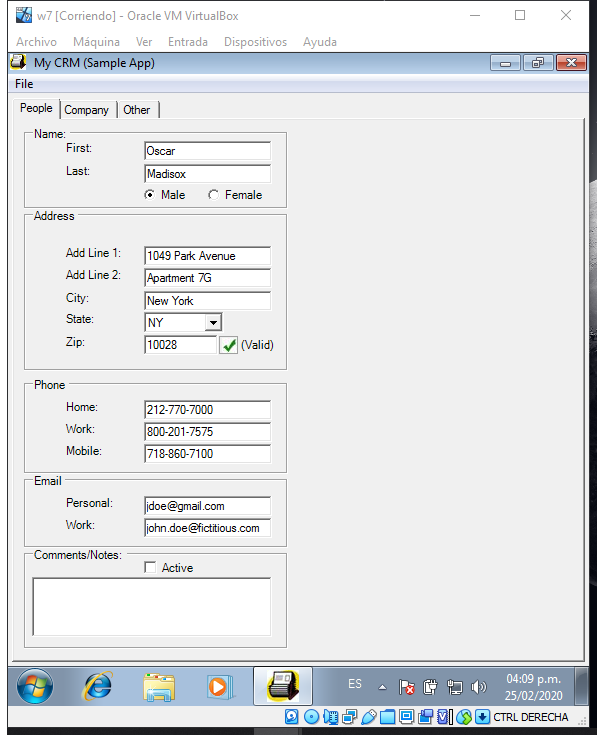 w7 [Corriendo] - Oracle VM VirtualBox
Archivo Máquina Ver Entrada Dispositivos Ayuda
My CRM (Sample App)
File
People Company Other
Name:
First: Oscar
Last: Madisox
Male Female
Address
Add Line 1: 1049 Park Avenue
Add Line 2: Apartment 7G
City: New York
State: NY
Zip: 10028 (Valid)
Phone
Home: 212-770-7000
Work: 800-201-7575
Mobile: 718-860-7100
Email
Personal: jdoe@gmail.com
Work: john.doe@fictitious.com
Comments/Notes:
Active
ES
04:09 p.m.
25/02/2020
CTRL DERECHA